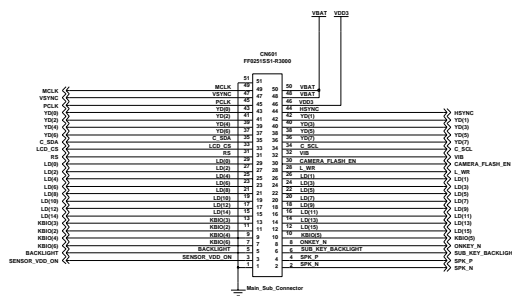 VBAT VDD3
CN601
FF0251SS1-R3000
51 51
MCLK MCLK 49 49 50 50 VBAT
VSYNC VSYNC 47 47 48 48 VBAT
PCLK PCLK 45 45 46 46 VDD3
YD(0) YD(0) 43 43 44 44 HSYNC HSYNC
YD(2) YD(2) 41 41 42 42 YD(1) YD(1)
YD(4) YD(4) 39 39 40 40 YD(3) YD(3)
YD(6) YD(6) 37 37 38 38 YD(5) YD(5)
C_SDA C_SDA 35 35 36 36 YD(7) YD(7)
LCD_CS LCD_CS 33 33 34 34 C_SCL C_SCL
RS RS 31 31 32 32 VIB VIB
LD(0) LD(0) 29 29 30 30 CAMERA_FLASH_EN CAMERA_FLASH_EN
LD(2) LD(2) 27 27 28 28 L_WR L_WR
LD(4) LD(4) 25 25 26 26 LD(1) LD(1)
LD(6) LD(6) 23 23 24 24 LD(3) LD(3)
LD(8) LD(8) 21 21 22 22 LD(5) LD(5)
LD(10) LD(10) 19 19 20 20 LD(7) LD(7)
LD(12) LD(12) 17 17 18 18 LD(9) LD(9)
LD(14) LD(14) 15 15 16 16 LD(11) LD(11)
KBIO(3) KBIO(3) 13 13 14 14 LD(13) LD(13)
KBIO(2) KBIO(2) 11 11 12 12 LD(15) LD(15)
KBIO(4) KBIO(4) 9 9 10 10 KBIO(5) KBIO(5)
KBIO(6) KBIO(6) 7 7 8 8 ONKEY_N ONKEY_N
BACKLIGHT BACKLIGHT 5 5 6 6 SUB_KEY_BACKLIGHT SUB_KEY_BACKLIGHT
SENSOR_VDD_ON SENSOR_VDD_ON 3 3 4 4 SPK_P SPK_P
1 1 2 2 SPK_N SPK_N
Main_Sub_Connector